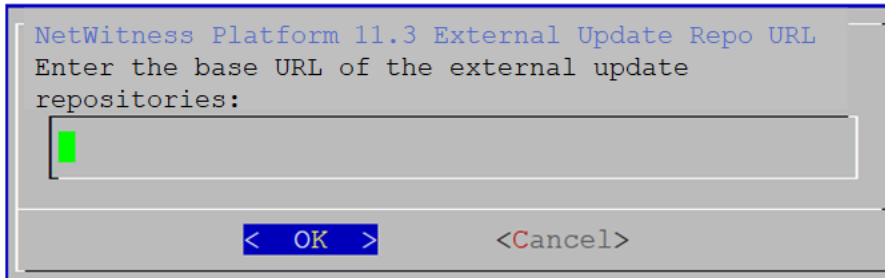 NetWitness Platform 11.3 External Update Repo URL
Enter the base URL of the external update
repositories:
< OK > <Cancel>